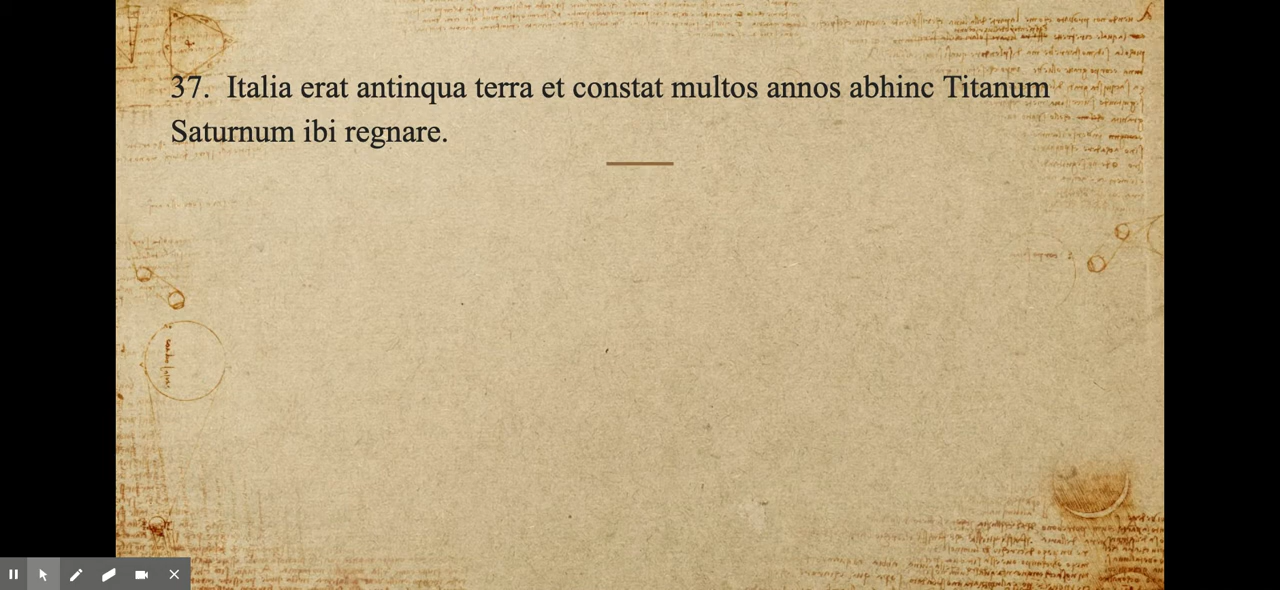 37. Italia erat antinqua terra et constat multos annos abhinc Titanum
Saturnum ibi regnare.